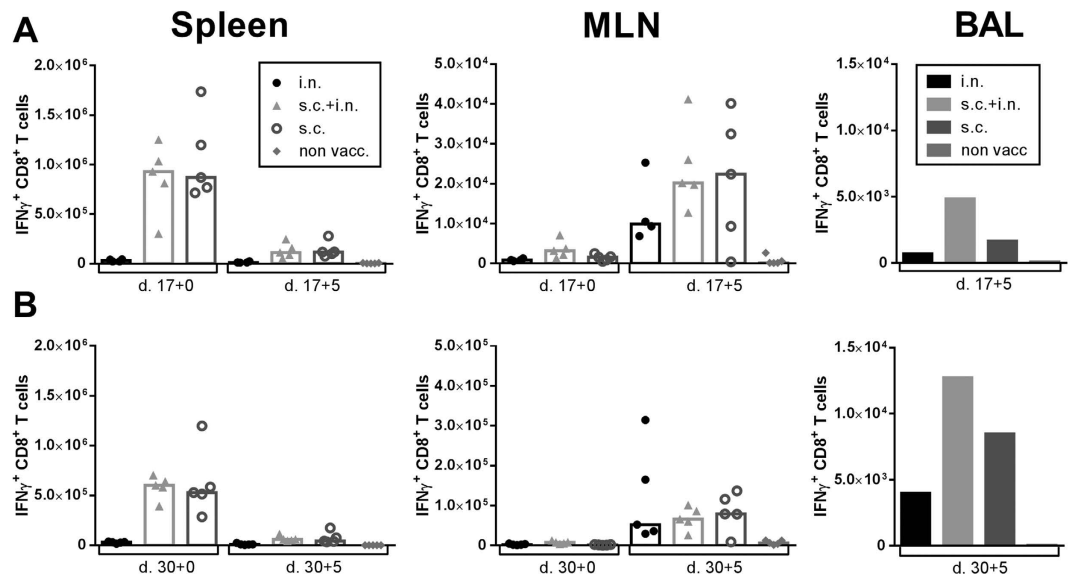 A
Spleen
MLN
BAL
IFNγ⁺ CD8⁺ T cells
2.0×10⁶
1.5×10⁶
1.0×10⁶
5.0×10⁵
0
i.n.
s.c.+i.n.
s.c.
non vacc.
d. 17+0
d. 17+5
IFNγ⁺ CD8⁺ T cells
5.0×10⁴
4.0×10⁴
3.0×10⁴
2.0×10⁴
1.0×10⁴
0
d. 17+0
d. 17+5
IFNγ⁺ CD8⁺ T cells
1.5×10⁴
1.0×10⁴
5.0×10³
0
i.n.
s.c.+i.n.
s.c.
non vacc
d. 17+5
B
IFNγ⁺ CD8⁺ T cells
2.0×10⁶
1.5×10⁶
1.0×10⁶
5.0×10⁵
0
d. 30+0
d. 30+5
IFNγ⁺ CD8⁺ T cells
5.0×10⁵
4.0×10⁵
3.0×10⁵
2.0×10⁵
1.0×10⁵
0.0
d. 30+0
d. 30+5
IFNγ⁺ CD8⁺ T cells
1.5×10⁴
1.0×10⁴
5.0×10³
0
d. 30+5